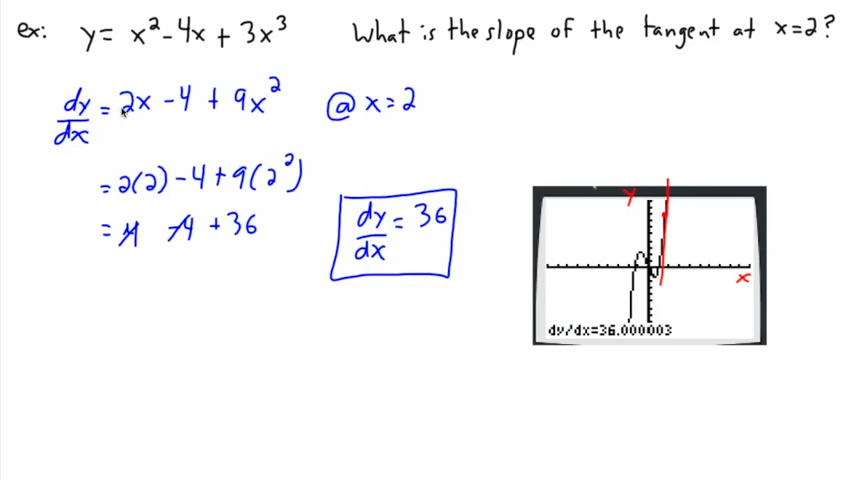 ex: y = x² - 4x + 3x³ What is the slope of the tangent at x=2?
dy/dx = 2x - 4 + 9x² @ x=2
= 2(2) - 4 + 9(2²)
= 4 -4 + 36
dy/dx = 36
y
x
dy/dx=36.000003